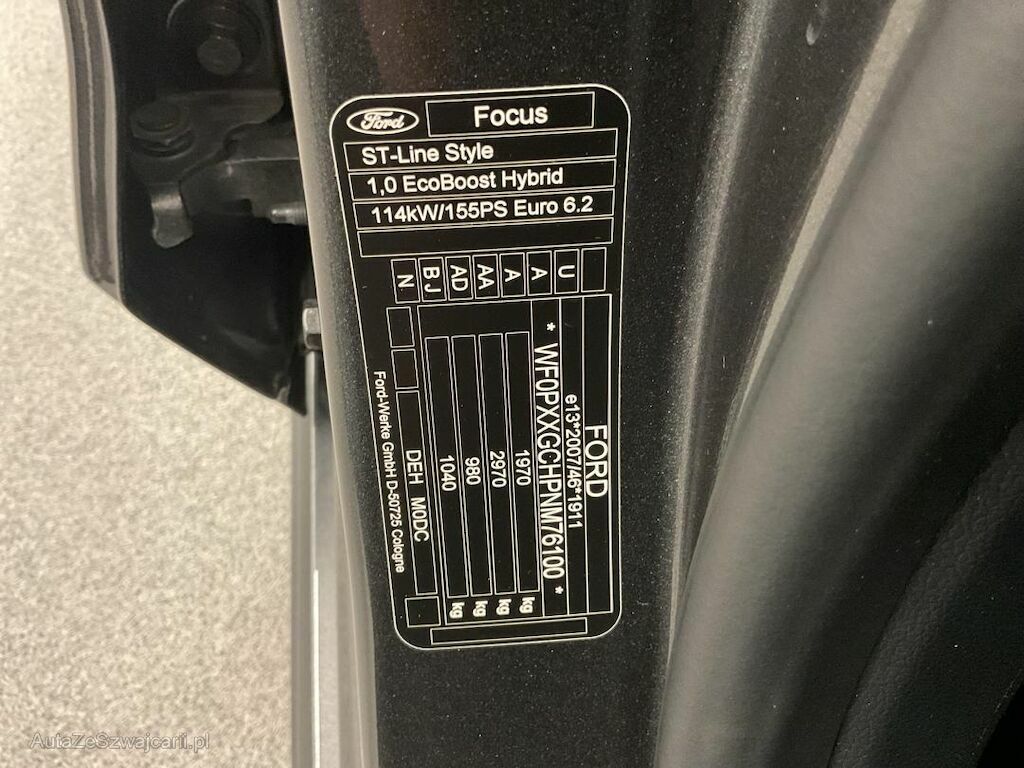 Ford
Focus
ST-Line Style
1,0 EcoBoost Hybrid
114kW/155PS Euro 6.2
N BJ AD AA A A U
FORD
e13*2007/46*1911
* WF0PXXGCHPNM76100 *
1970 kg
2970 kg
980 kg
1040 kg
DEH M0DC
Ford-Werke GmbH D-50725 Cologne
AutaZeSzwajcarii.pl